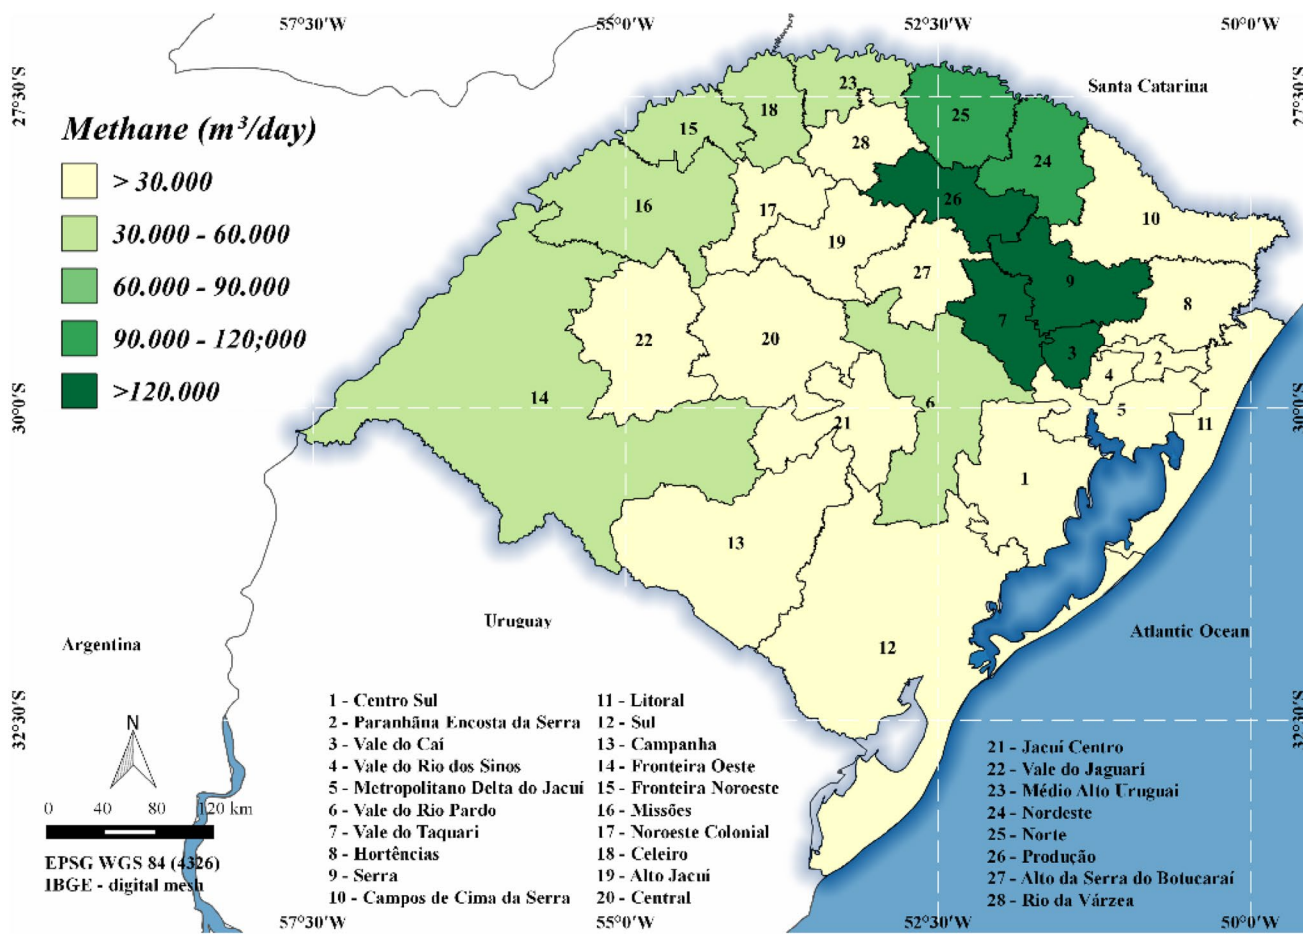 57°30'W 55°0'W 52°30'W 50°0'W
27°30'S
27°30'S
Santa Catarina
Methane (m³/day)
> 30.000
30.000 - 60.000
60.000 - 90.000
90.000 - 120;000
>120.000
23
18
15
25
28
24
16
26
17
10
19
27
9
8
7
22
20
3
2
4
14
6
5
30°0'S
30°0'S
21
11
1
13
12
Uruguay
Argentina
Atlantic Ocean
32°30'S
32°30'S
N
0 40 80 120 km
EPSG WGS 84 (4326)
IBGE - digital mesh
1 - Centro Sul
2 - Paranhãna Encosta da Serra
3 - Vale do Caí
4 - Vale do Rio dos Sinos
5 - Metropolitano Delta do Jacuí
6 - Vale do Rio Pardo
7 - Vale do Taquari
8 - Hortências
9 - Serra
10 - Campos de Cima da Serra
11 - Litoral
12 - Sul
13 - Campanha
14 - Fronteira Oeste
15 - Fronteira Noroeste
16 - Missões
17 - Noroeste Colonial
18 - Celeiro
19 - Alto Jacuí
20 - Central
21 - Jacuí Centro
22 - Vale do Jaguarí
23 - Médio Alto Uruguai
24 - Nordeste
25 - Norte
26 - Produção
27 - Alto da Serra do Botucaraí
28 - Rio da Várzea
57°30'W 52°30'W 50°0'W